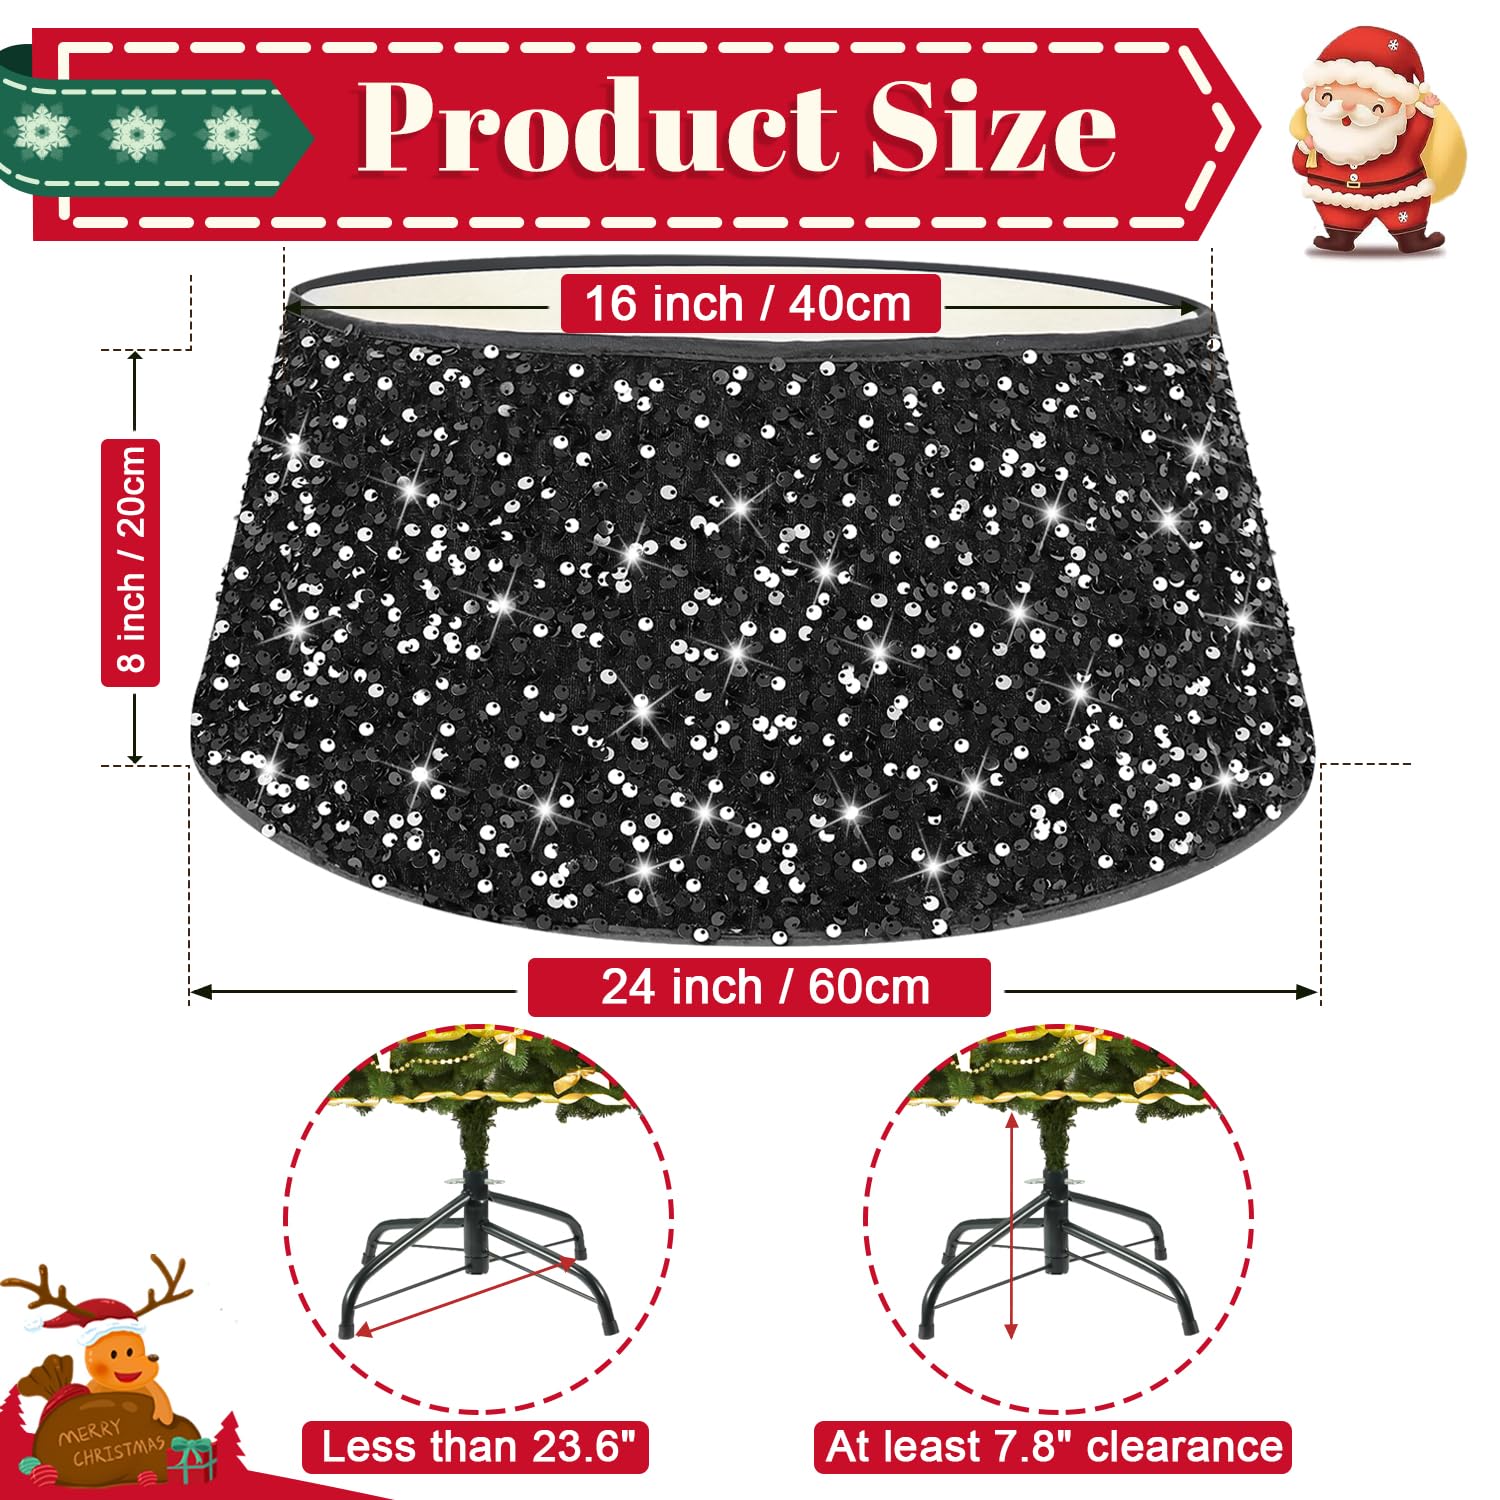 Product Size
16 inch / 40cm
8 inch / 20cm
24 inch / 60cm
Less than 23.6"
At least 7.8" clearance
MERRY
CHRISTMAS